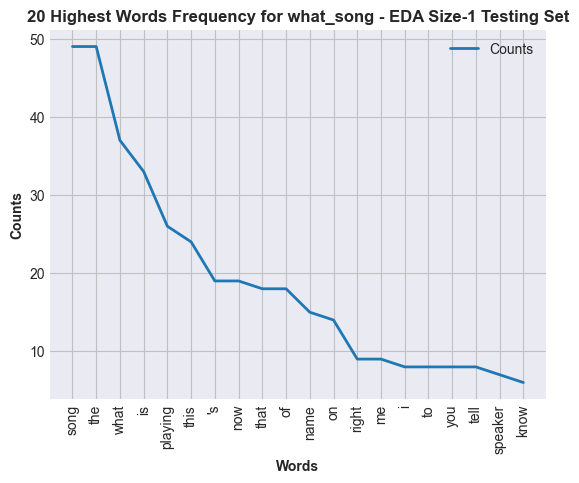 20 Highest Words Frequency for what_song - EDA Size-1 Testing Set
Counts
50
40
30
20
10
Counts
song
the
what
is
playing
this
's
now
that
of
name
on
right
me
i
to
you
tell
speaker
know
Words